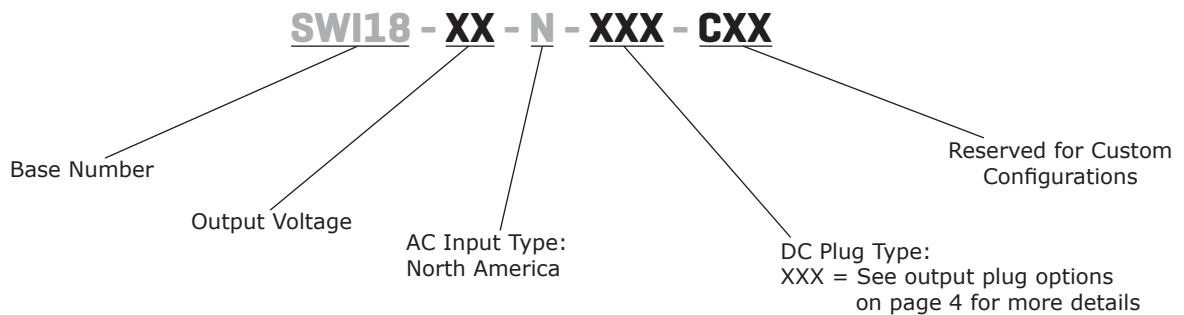 SWI18 - XX - N - XXX - CXX
Base Number
Output Voltage
AC Input Type:
North America
DC Plug Type:
XXX = See output plug options
on page 4 for more details
Reserved for Custom
Configurations